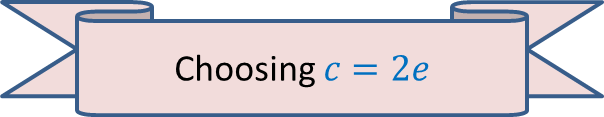 Choosing c = 2e